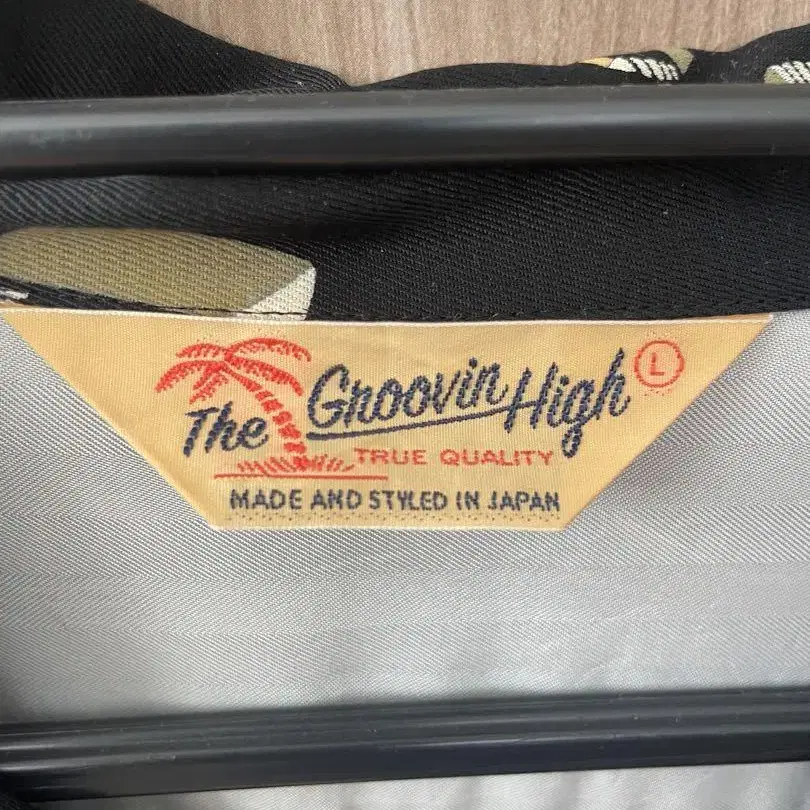 The Groovin High L
TRUE QUALITY
MADE AND STYLED IN JAPAN